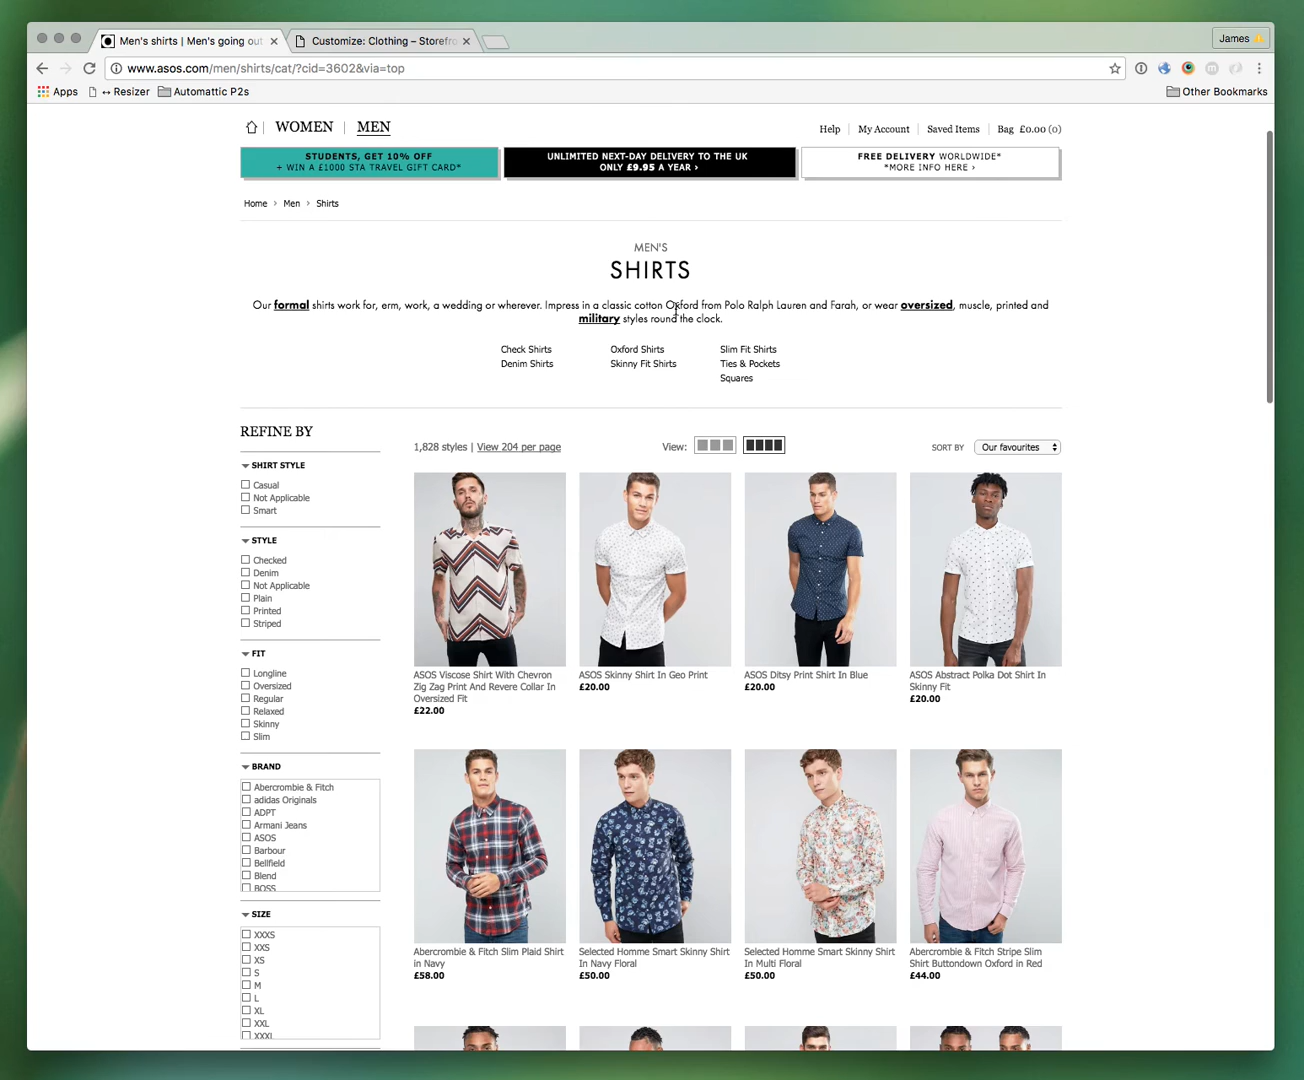 Men's shirts | Men's going out
Customize: Clothing – Storefro
James
www.asos.com/men/shirts/cat/?cid=3602&via=top
Apps
↔ Resizer
Automattic P2s
Other Bookmarks
WOMEN
MEN
Help
My Account
Saved Items
Bag £0.00 (0)
STUDENTS, GET 10% OFF
+ WIN A £1000 STA TRAVEL GIFT CARD*
UNLIMITED NEXT-DAY DELIVERY TO THE UK
ONLY £9.95 A YEAR ›
FREE DELIVERY WORLDWIDE*
*MORE INFO HERE ›
Home › Men › Shirts
MEN'S
SHIRTS
Our formal shirts work for, erm, work, a wedding or wherever. Impress in a classic cotton Oxford from Polo Ralph Lauren and Farah, or wear oversized, muscle, printed and
military styles round the clock.
Check Shirts
Oxford Shirts
Slim Fit Shirts
Denim Shirts
Skinny Fit Shirts
Ties & Pockets
Squares
REFINE BY
SHIRT STYLE
Casual
Not Applicable
Smart
STYLE
Checked
Denim
Not Applicable
Plain
Printed
Striped
FIT
Longline
Oversized
Regular
Relaxed
Skinny
Slim
BRAND
Abercrombie & Fitch
adidas Originals
ADPT
Armani Jeans
ASOS
Barbour
Bellfield
Blend
BOSS
SIZE
XXXS
XXS
XS
S
M
L
XL
XXL
XXXL
1,828 styles | View 204 per page
View:
SORT BY
Our favourites
ASOS Viscose Shirt With Chevron
Zig Zag Print And Revere Collar In
Oversized Fit
£22.00
ASOS Skinny Shirt In Geo Print
£20.00
ASOS Ditsy Print Shirt In Blue
£20.00
ASOS Abstract Polka Dot Shirt In
Skinny Fit
£20.00
Abercrombie & Fitch Slim Plaid Shirt
in Navy
£58.00
Selected Homme Smart Skinny Shirt
In Navy Floral
£50.00
Selected Homme Smart Skinny Shirt
In Multi Floral
£50.00
Abercrombie & Fitch Stripe Slim
Shirt Buttondown Oxford in Red
£44.00